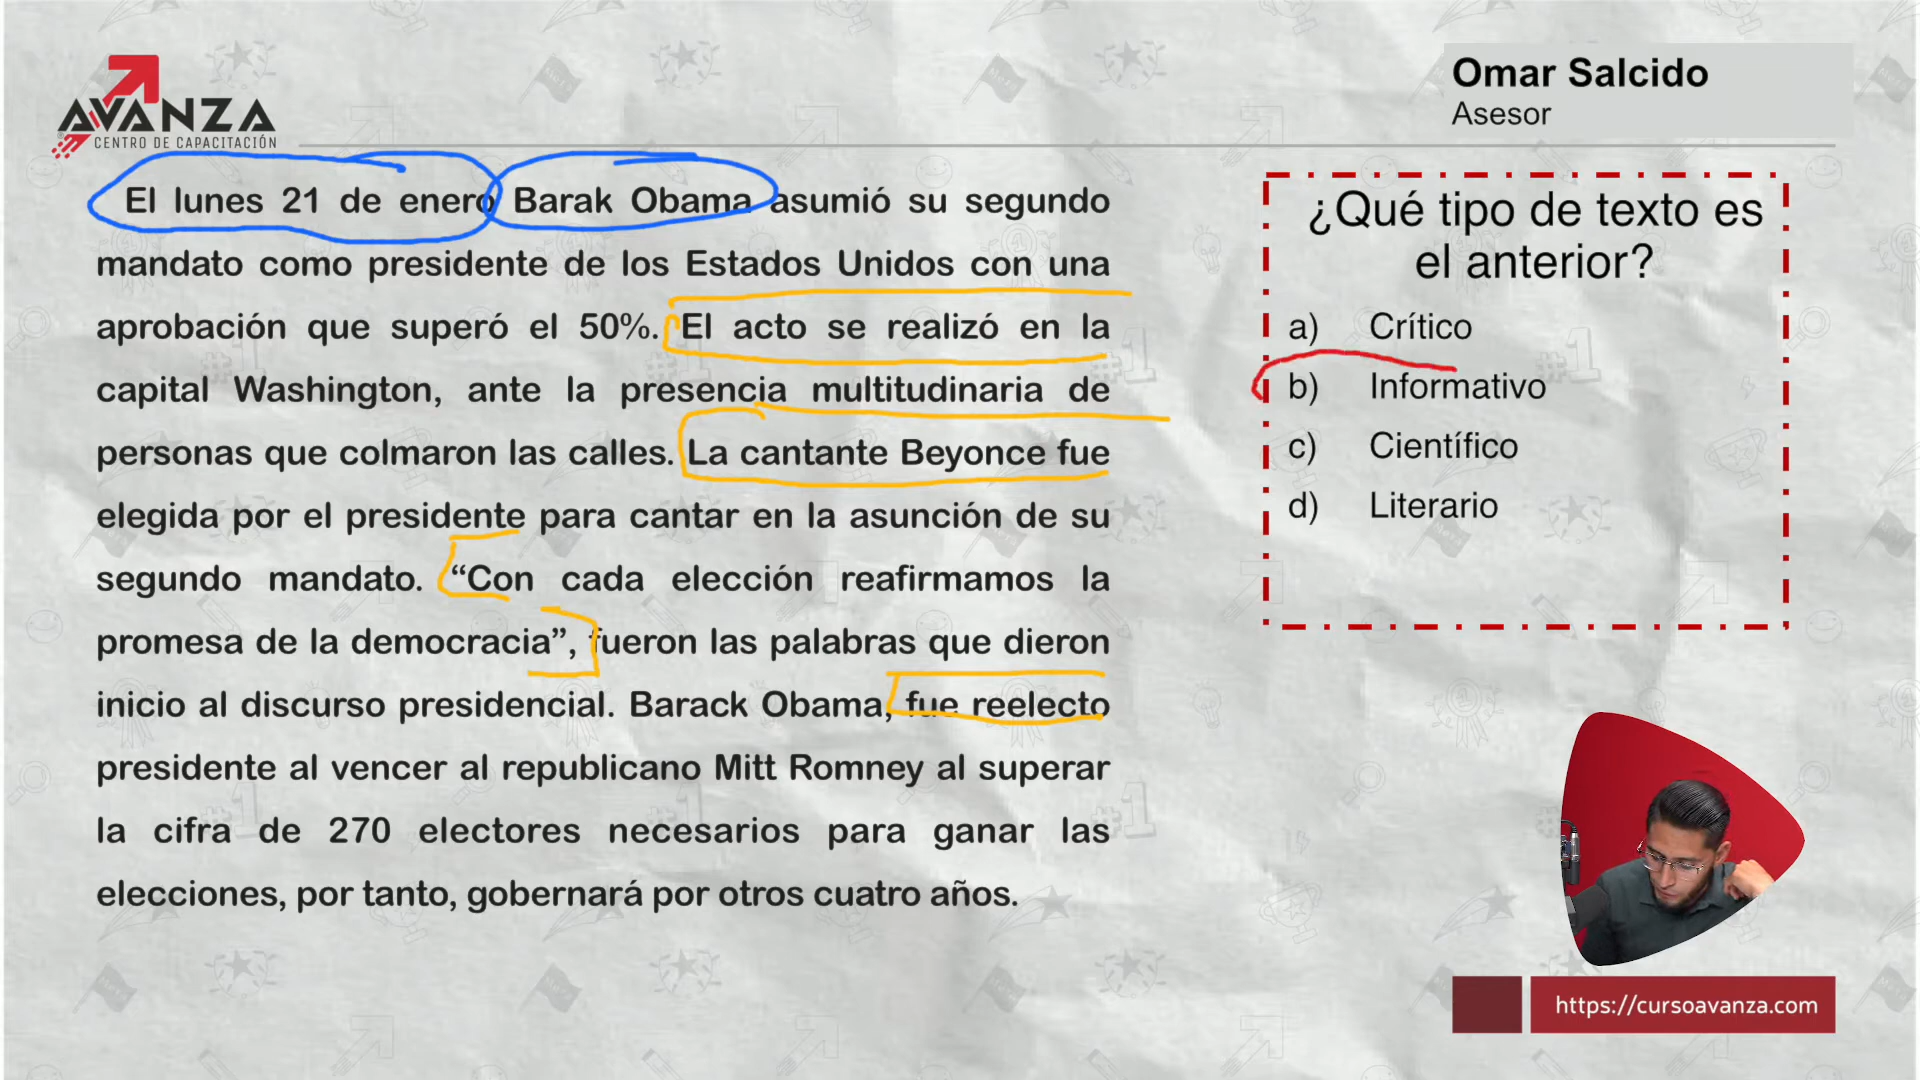 AVANZA
CENTRO DE CAPACITACIÓN
Omar Salcido
Asesor
El lunes 21 de enero Barak Obama asumió su segundo
mandato como presidente de los Estados Unidos con una
aprobación que superó el 50%. El acto se realizó en la
capital Washington, ante la presencia multitudinaria de
personas que colmaron las calles. La cantante Beyonce fue
elegida por el presidente para cantar en la asunción de su
segundo mandato. “Con cada elección reafirmamos la
promesa de la democracia”, fueron las palabras que dieron
inicio al discurso presidencial. Barack Obama, fue reelecto
presidente al vencer al republicano Mitt Romney al superar
la cifra de 270 electores necesarios para ganar las
elecciones, por tanto, gobernará por otros cuatro años.
¿Qué tipo de texto es
el anterior?
a) Crítico
b) Informativo
c) Científico
d) Literario
https://cursoavanza.com